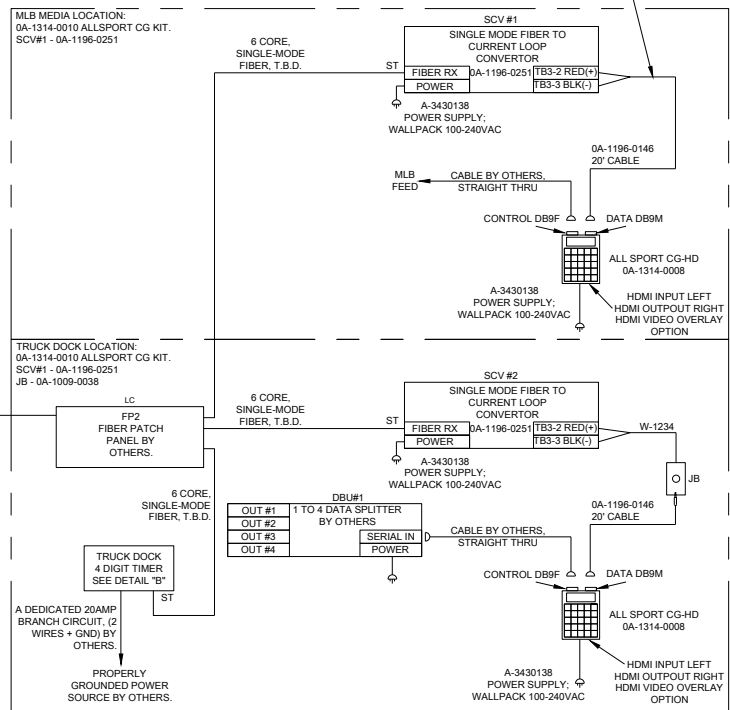 MLB MEDIA LOCATION:
0A-1314-0010 ALLSPORT CG KIT.
SCV#1 - 0A-1196-0251
6 CORE,
SINGLE-MODE
FIBER, T.B.D.
SCV #1
SINGLE MODE FIBER TO
CURRENT LOOP
CONVERTOR
ST
FIBER RX
0A-1196-0251
TB3-2 RED(+)
POWER
TB3-3 BLK(-)
A-3430138
POWER SUPPLY;
WALLPACK 100-240VAC
0A-1196-0146
20' CABLE
MLB
FEED
CABLE BY OTHERS,
STRAIGHT THRU
CONTROL DB9F
DATA DB9M
ALL SPORT CG-HD
0A-1314-0008
A-3430138
POWER SUPPLY;
WALLPACK 100-240VAC
HDMI INPUT LEFT
HDMI OUTPOUT RIGHT
HDMI VIDEO OVERLAY
OPTION
TRUCK DOCK LOCATION:
0A-1314-0010 ALLSPORT CG KIT.
SCV#1 - 0A-1196-0251
JB - 0A-1009-0038
LC
FP2
FIBER PATCH
PANEL BY
OTHERS.
6 CORE,
SINGLE-MODE
FIBER, T.B.D.
SCV #2
SINGLE MODE FIBER TO
CURRENT LOOP
CONVERTOR
ST
FIBER RX
0A-1196-0251
TB3-2 RED(+)
POWER
TB3-3 BLK(-)
W-1234
A-3430138
POWER SUPPLY;
WALLPACK 100-240VAC
JB
6 CORE,
SINGLE-MODE
FIBER, T.B.D.
DBU#1
OUT #1
OUT #2
OUT #3
OUT #4
1 TO 4 DATA SPLITTER
BY OTHERS
SERIAL IN
POWER
CABLE BY OTHERS,
STRAIGHT THRU
0A-1196-0146
20' CABLE
TRUCK DOCK
4 DIGIT TIMER
SEE DETAIL "B"
ST
CONTROL DB9F
DATA DB9M
A DEDICATED 20AMP
BRANCH CIRCUIT, (2
WIRES + GND) BY
OTHERS.
ALL SPORT CG-HD
0A-1314-0008
PROPERLY
GROUNDED POWER
SOURCE BY OTHERS.
A-3430138
POWER SUPPLY;
WALLPACK 100-240VAC
HDMI INPUT LEFT
HDMI OUTPOUT RIGHT
HDMI VIDEO OVERLAY
OPTION